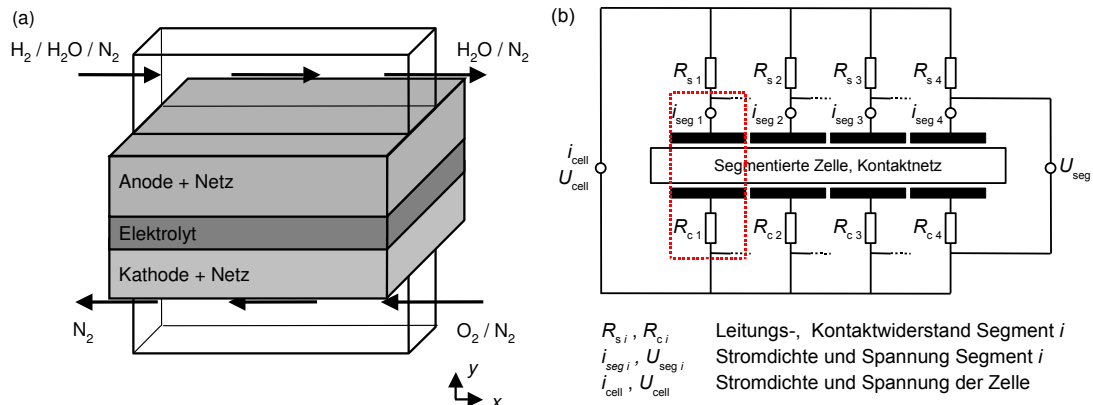 (a)
H2 / H2O / N2
H2O / N2
Anode + Netz
Elektrolyt
Kathode + Netz
N2
O2 / N2
y
x
(b)
Rs 1
Rs 2
Rs 3
Rs 4
iseg 1
iseg 2
iseg 3
iseg 4
icell
Ucell
Segmentierte Zelle, Kontaktnetz
Useg
Rc 1
Rc 2
Rc 3
Rc 4
Rs i , Rc i Leitungs-, Kontaktwiderstand Segment i
iseg i , Useg i Stromdichte und Spannung Segment i
icell , Ucell Stromdichte und Spannung der Zelle